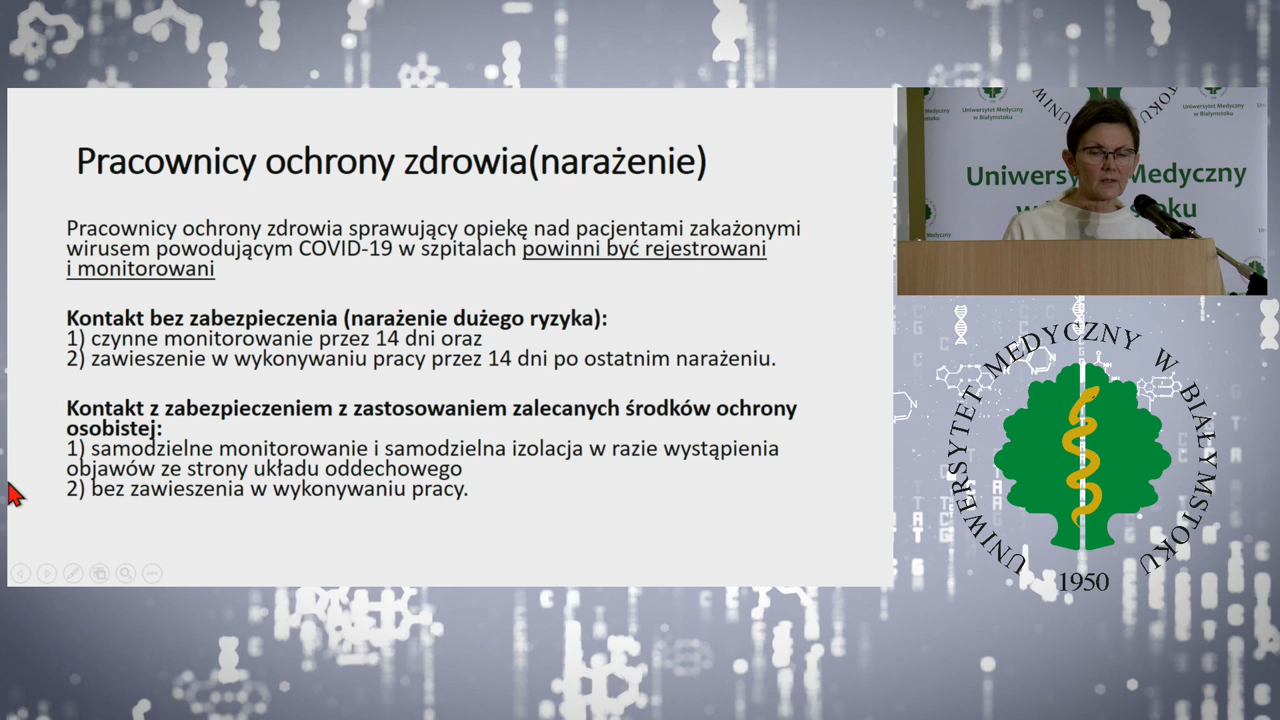 Pracownicy ochrony zdrowia(narażenie)
Pracownicy ochrony zdrowia sprawujący opiekę nad pacjentami zakażonymi
wirusem powodującym COVID-19 w szpitalach powinni być rejestrowani
i monitorowani
Kontakt bez zabezpieczenia (narażenie dużego ryzyka):
1) czynne monitorowanie przez 14 dni oraz
2) zawieszenie w wykonywaniu pracy przez 14 dni po ostatnim narażeniu.
Kontakt z zabezpieczeniem z zastosowaniem zalecanych środków ochrony
osobistej:
1) samodzielne monitorowanie i samodzielna izolacja w razie wystąpienia
objawów ze strony układu oddechowego
2) bez zawieszenia w wykonywaniu pracy.
Uniwersytet Medyczny
w Białymstoku
Uniwersytet Medyczny
w Białymstoku
Medyczny
UNIWERSYTET MEDYCZNY W BIAŁYMSTOKU
1950